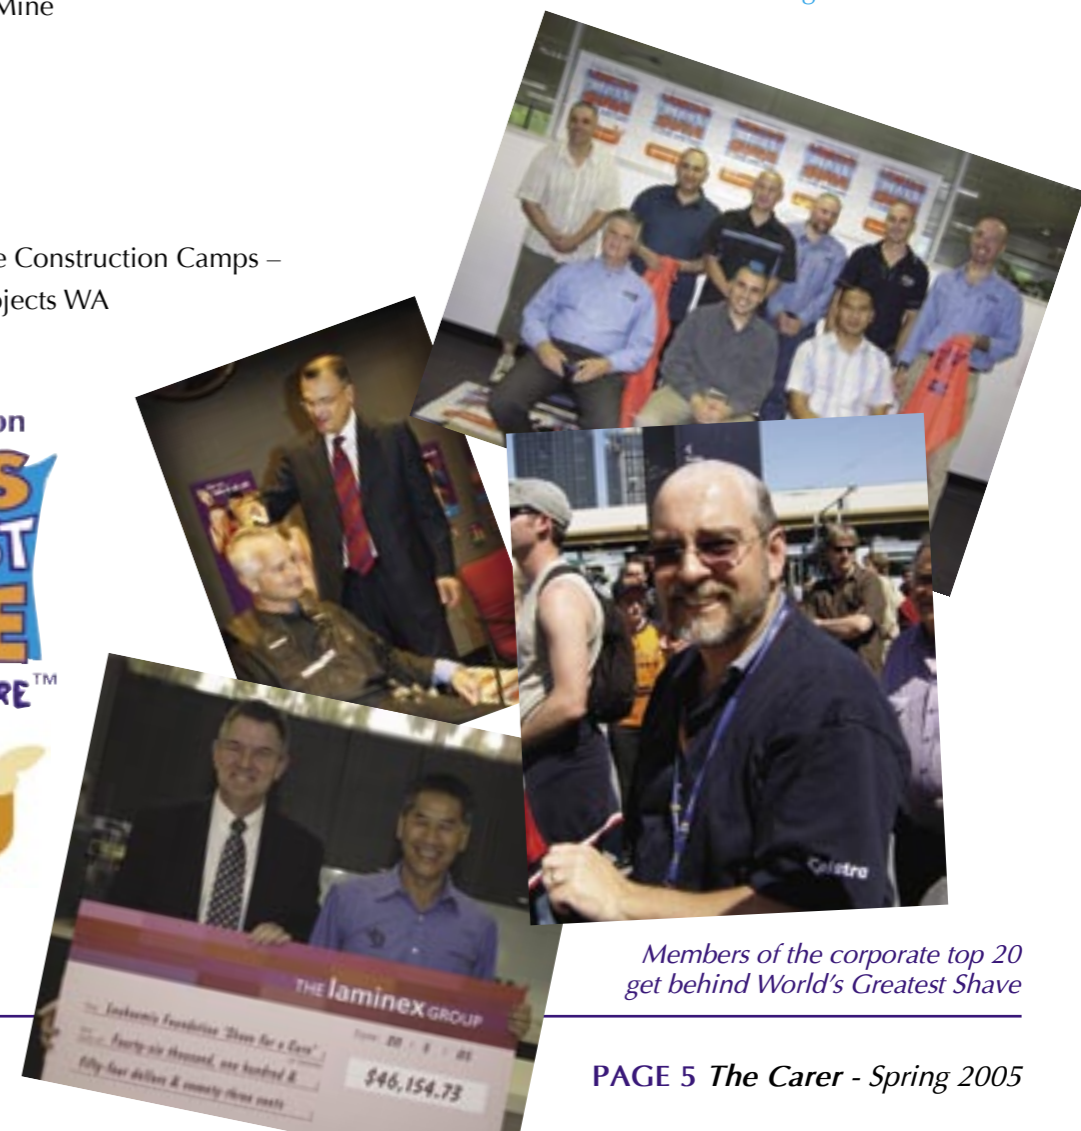 Mine
e Construction Camps –
ojects WA
on
S
ST
E
RE™
Telstra
THE laminex GROUP
Leukaemia Foundation 'Shave for a Cure'
Fourty-six thousand, one hundred &
fifty-four dollars & seventy-three cents
$46,154.73
Members of the corporate top 20
get behind World's Greatest Shave
PAGE 5 The Carer - Spring 2005